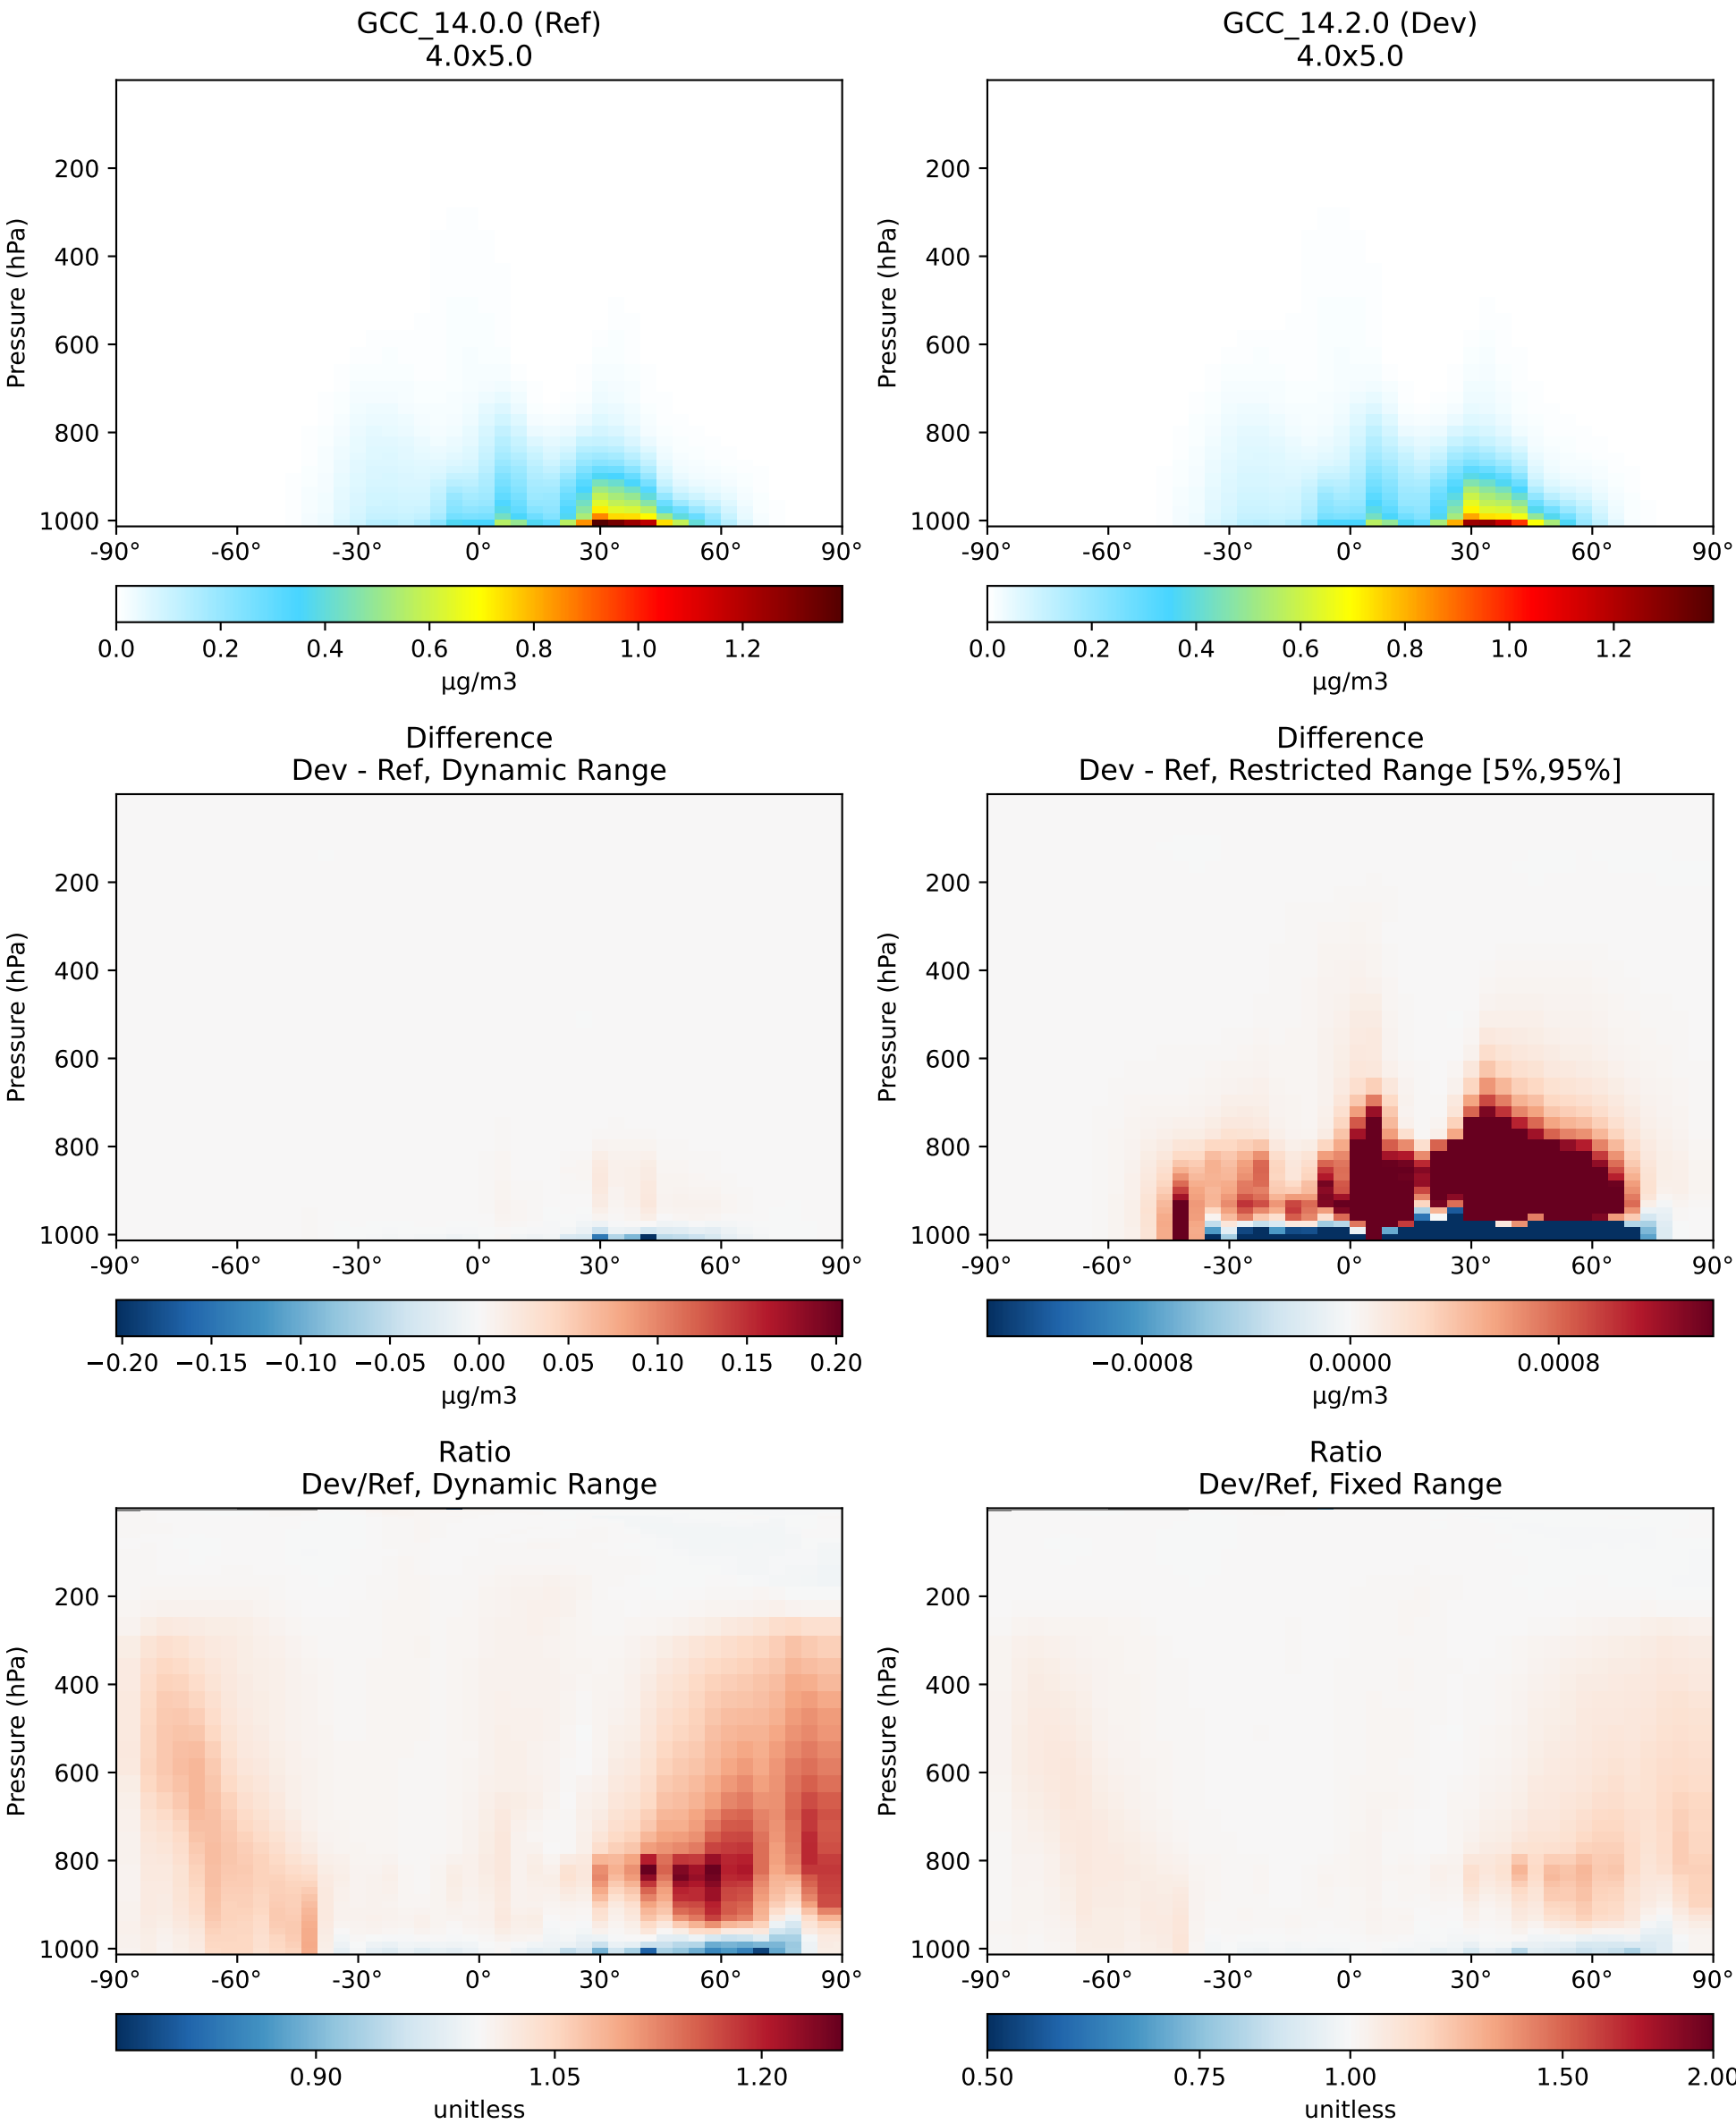 GCC_14.0.0 (Ref)
4.0x5.0
GCC_14.2.0 (Dev)
4.0x5.0
Pressure (hPa)
200
400
600
800
1000
-90° -60° -30° 0° 30° 60° 90°
0.0 0.2 0.4 0.6 0.8 1.0 1.2
µg/m3
Pressure (hPa)
200
400
600
800
1000
-90° -60° -30° 0° 30° 60° 90°
0.0 0.2 0.4 0.6 0.8 1.0 1.2
µg/m3
Difference
Dev - Ref, Dynamic Range
Pressure (hPa)
200
400
600
800
1000
-90° -60° -30° 0° 30° 60° 90°
−0.20 −0.15 −0.10 −0.05 0.00 0.05 0.10 0.15 0.20
µg/m3
Difference
Dev - Ref, Restricted Range [5%,95%]
Pressure (hPa)
200
400
600
800
1000
-90° -60° -30° 0° 30° 60° 90°
−0.0008 0.0000 0.0008
µg/m3
Ratio
Dev/Ref, Dynamic Range
Pressure (hPa)
200
400
600
800
1000
-90° -60° -30° 0° 30° 60° 90°
0.90 1.05 1.20
unitless
Ratio
Dev/Ref, Fixed Range
Pressure (hPa)
200
400
600
800
1000
-90° -60° -30° 0° 30° 60° 90°
0.50 0.75 1.00 1.50 2.00
unitless